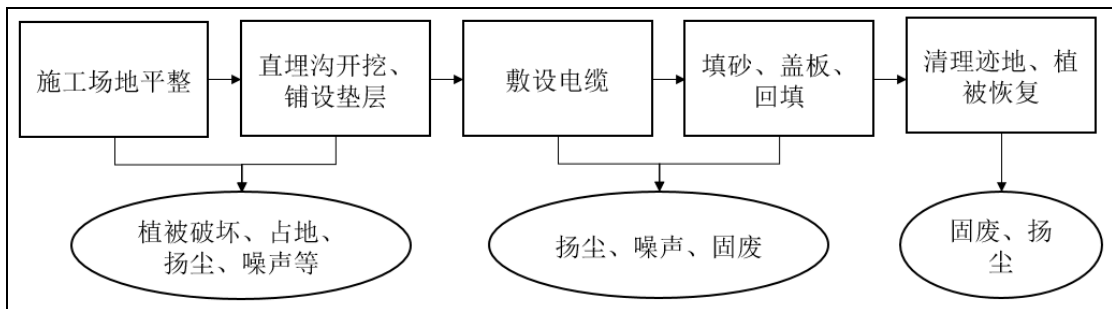 施工场地平整
直埋沟开挖、
铺设垫层
敷设电缆
填砂、盖板、
回填
清理迹地、植
被恢复
植被破坏、占地、
扬尘、噪声等
扬尘、噪声、固废
固废、扬
尘